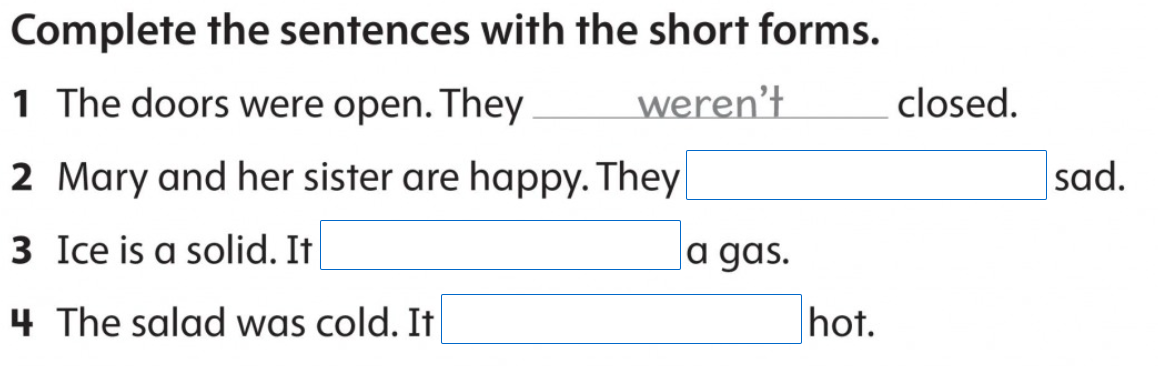 Complete the sentences with the short forms.
1 The doors were open. They weren't closed.
2 Mary and her sister are happy. They sad.
3 Ice is a solid. It a gas.
4 The salad was cold. It hot.